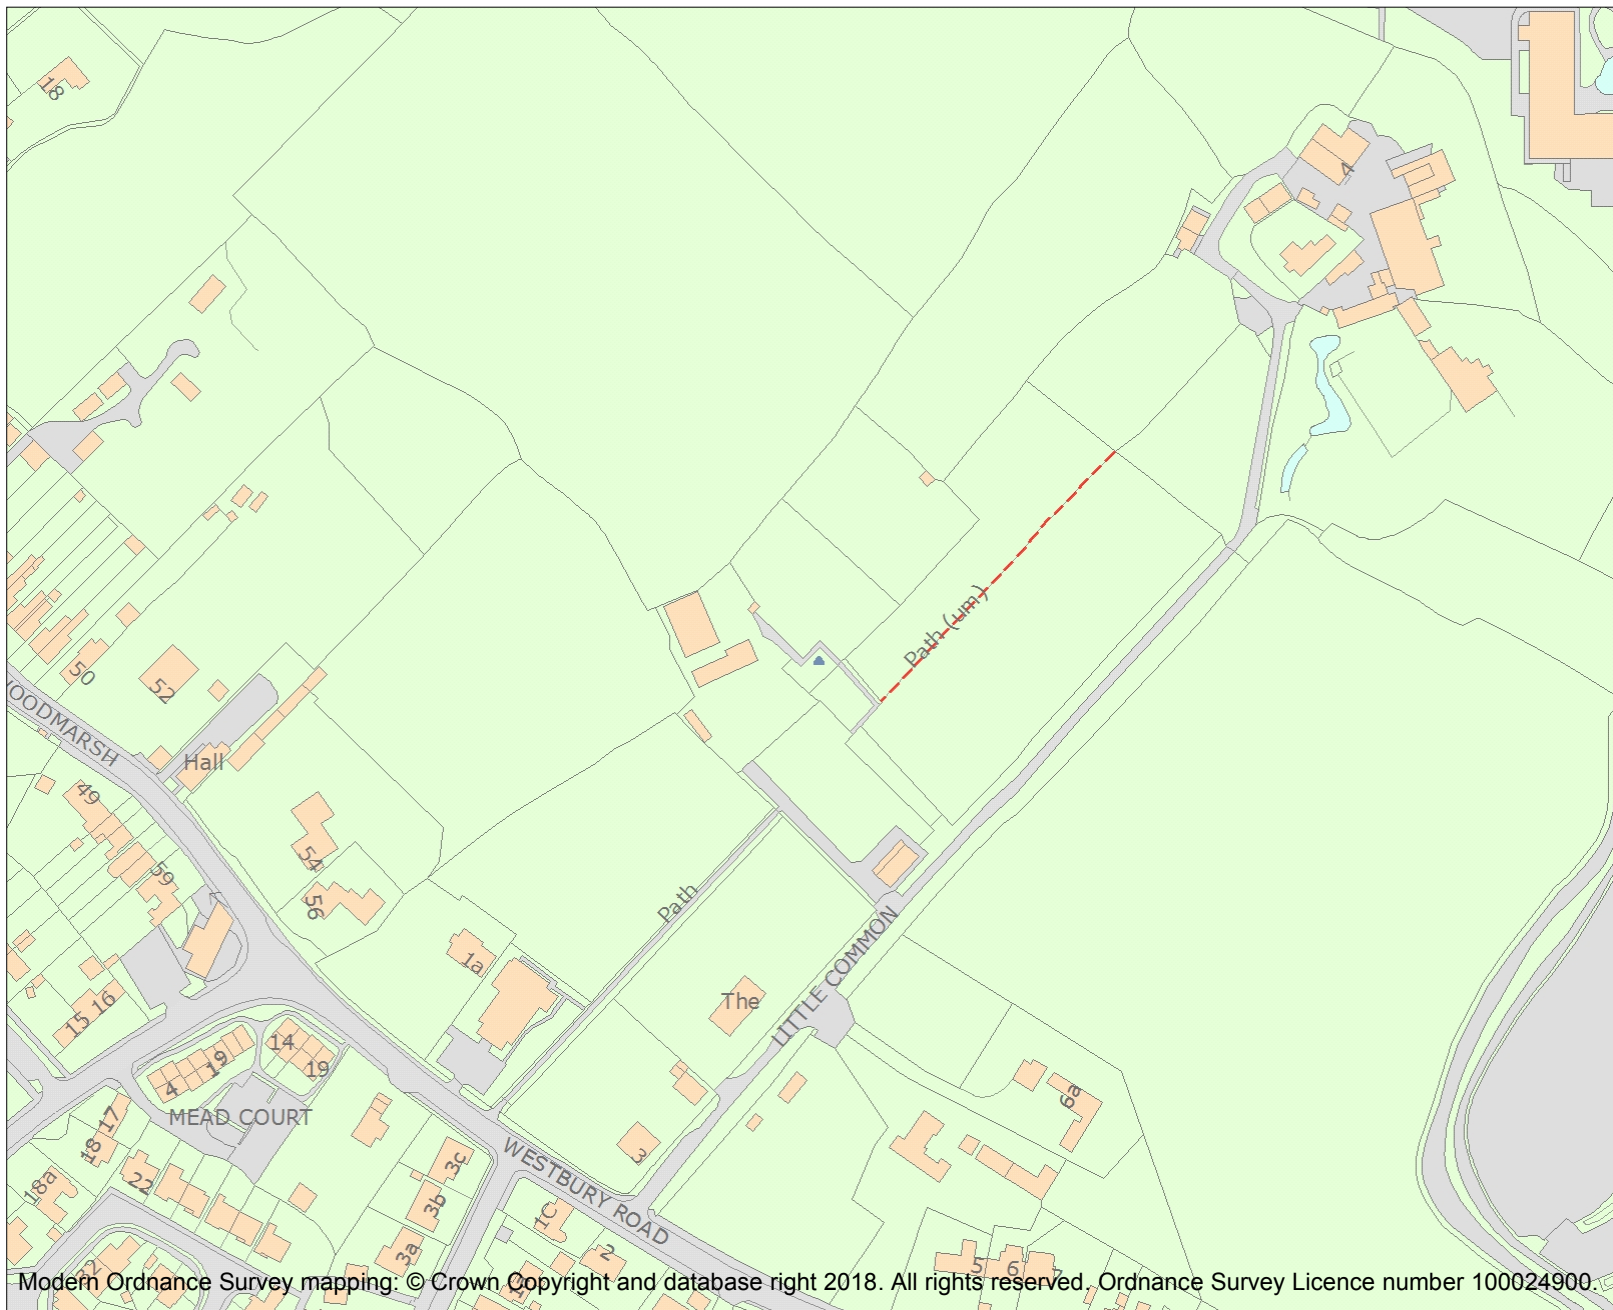 18
4
Path (um)
50
52
WOODMARSH
Hall
49
54
59
56
Path
1a
The
LITTLE COMMON
15 16
14
19
19
4
6a
MEAD COURT
17
18
3
WESTBURY ROAD
3c
22
18a
3b
1C
3a
2
5
6
7
32
Modern Ordnance Survey mapping: © Crown Copyright and database right 2018. All rights reserved. Ordnance Survey Licence number 100024900.